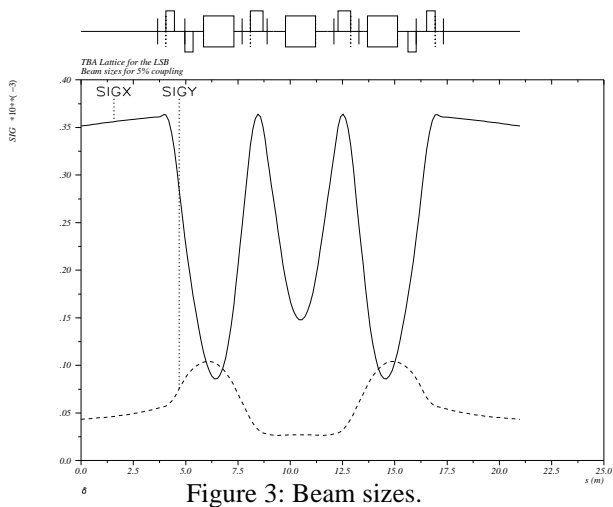 TBA Lattice for the LSB
Beam sizes for 5% coupling
SIG *10**( −3)
.40
SIGX
SIGY
.35
.30
.25
.20
.15
.10
.05
0.0
0.0 2.5 5.0 7.5 10.0 12.5 15.0 17.5 20.0 22.5 25.0
s (m)
Figure 3: Beam sizes.